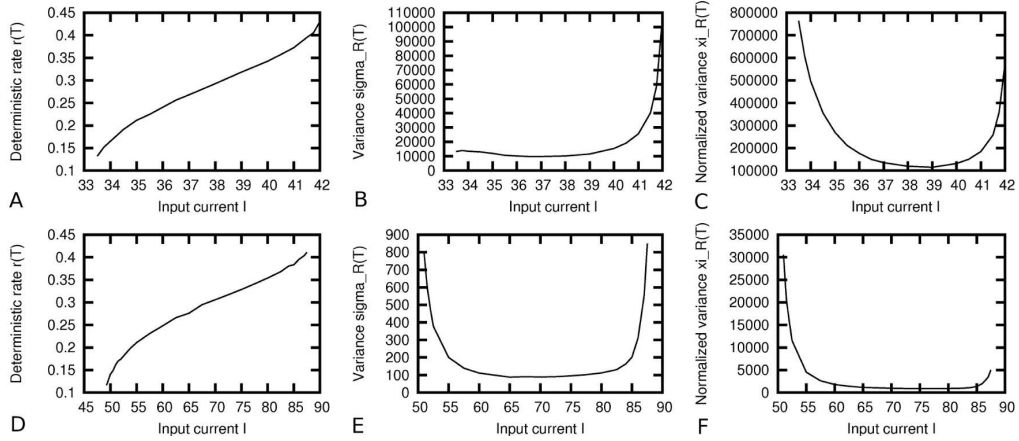 A
Deterministic rate r(T)
0.45
0.4
0.35
0.3
0.25
0.2
0.15
0.1
33 34 35 36 37 38 39 40 41 42
Input current I
B
Variance sigma_R(T)
110000
100000
90000
80000
70000
60000
50000
40000
30000
20000
10000
0
33 34 35 36 37 38 39 40 41 42
Input current I
C
Normalized variance xi_R(T)
800000
700000
600000
500000
400000
300000
200000
100000
33 34 35 36 37 38 39 40 41 42
Input current I
D
Deterministic rate r(T)
0.45
0.4
0.35
0.3
0.25
0.2
0.15
0.1
45 50 55 60 65 70 75 80 85 90
Input current I
E
Variance sigma_R(T)
900
800
700
600
500
400
300
200
100
0
50 55 60 65 70 75 80 85 90
Input current I
F
Normalized variance xi_R(T)
35000
30000
25000
20000
15000
10000
5000
0
50 55 60 65 70 75 80 85 90
Input current I